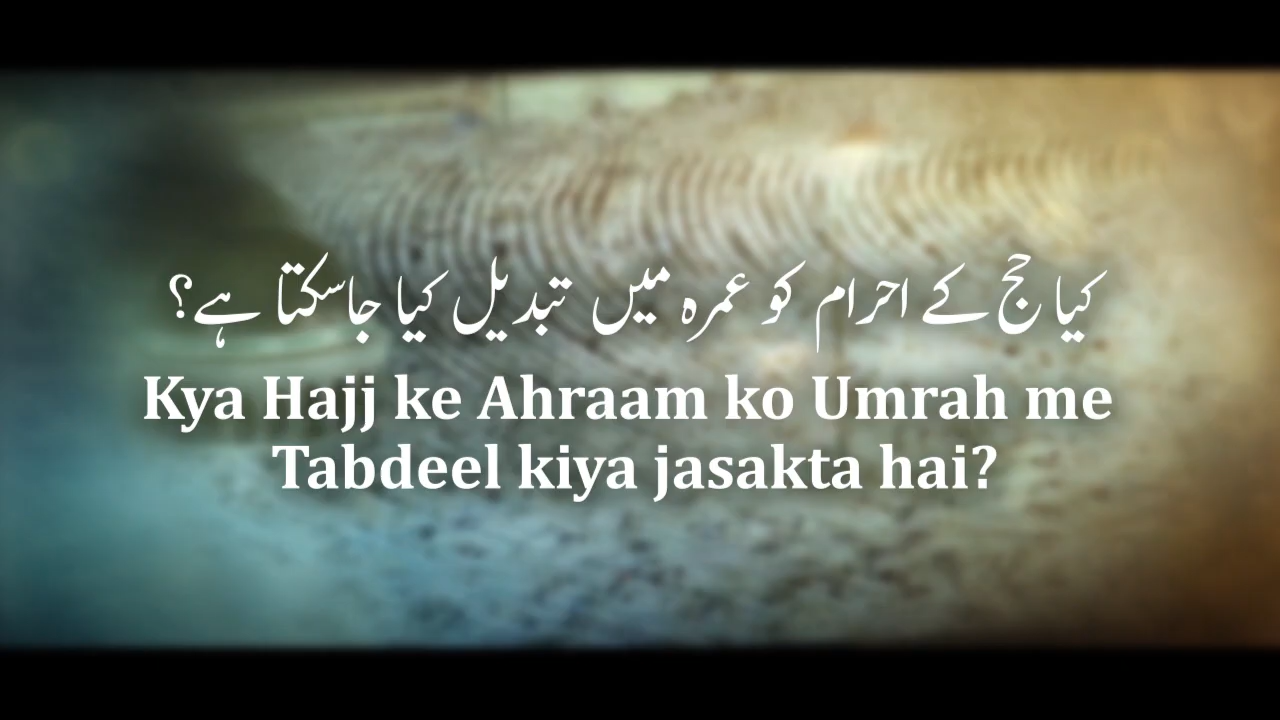 کیا حج کے احرام کو عمرہ میں تبدیل کیا جاسکتا ہے؟
Kya Hajj ke Ahraam ko Umrah me
Tabdeel kiya jasakta hai?